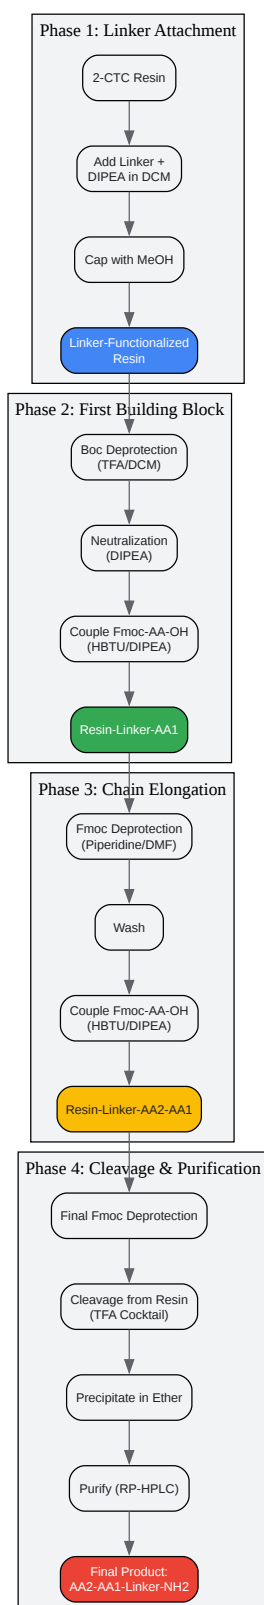 Phase 1: Linker Attachment
2-CTC Resin
Add Linker +
DIPEA in DCM
Cap with MeOH
Linker-Functionalized
Resin
Phase 2: First Building Block
Boc Deprotection
(TFA/DCM)
Neutralization
(DIPEA)
Couple Fmoc-AA-OH
(HBTU/DIPEA)
Resin-Linker-AA1
Phase 3: Chain Elongation
Fmoc Deprotection
(Piperidine/DMF)
Wash
Couple Fmoc-AA-OH
(HBTU/DIPEA)
Resin-Linker-AA2-AA1
Phase 4: Cleavage & Purification
Final Fmoc Deprotection
Cleavage from Resin
(TFA Cocktail)
Precipitate in Ether
Purify (RP-HPLC)
Final Product:
AA2-AA1-Linker-NH2